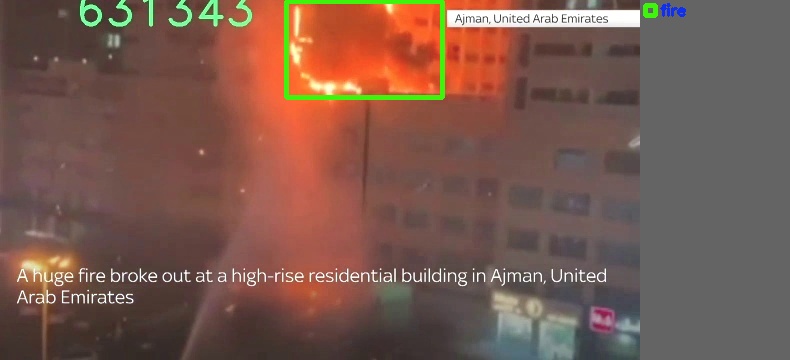 631343
Ajman, United Arab Emirates
fire
A huge fire broke out at a high-rise residential building in Ajman, United
Arab Emirates